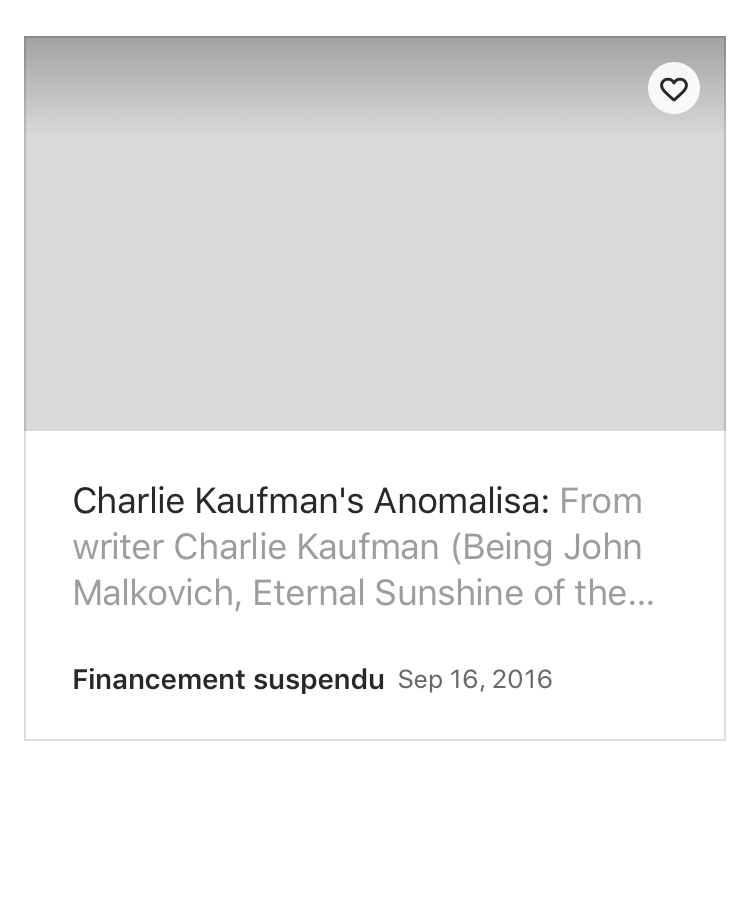 Charlie Kaufman's Anomalisa: From
writer Charlie Kaufman (Being John
Malkovich, Eternal Sunshine of the...
Financement suspendu Sep 16, 2016